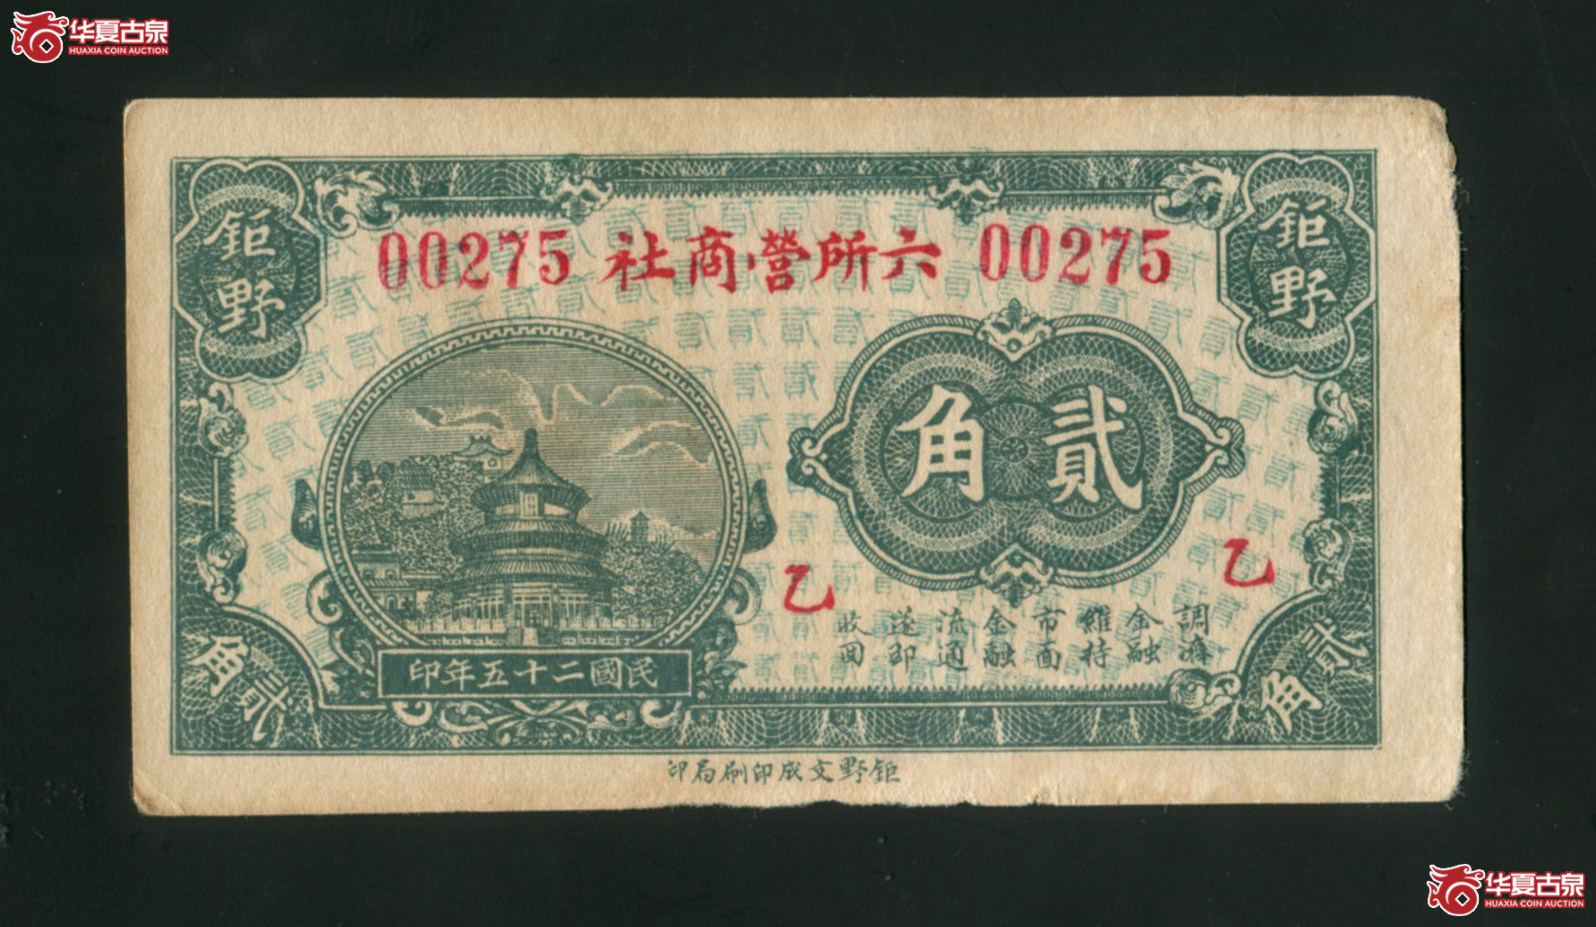 华夏古泉
HUAXIA COIN AUCTION
鉅野
鉅野
00275 六所營商社 00275
貳角
乙
乙
調濟
金融
維持
市面
金融
流通
遂即
收回
貳角
貳角
民國二十五年印
鉅野文成印刷局印
华夏古泉
HUAXIA COIN AUCTION